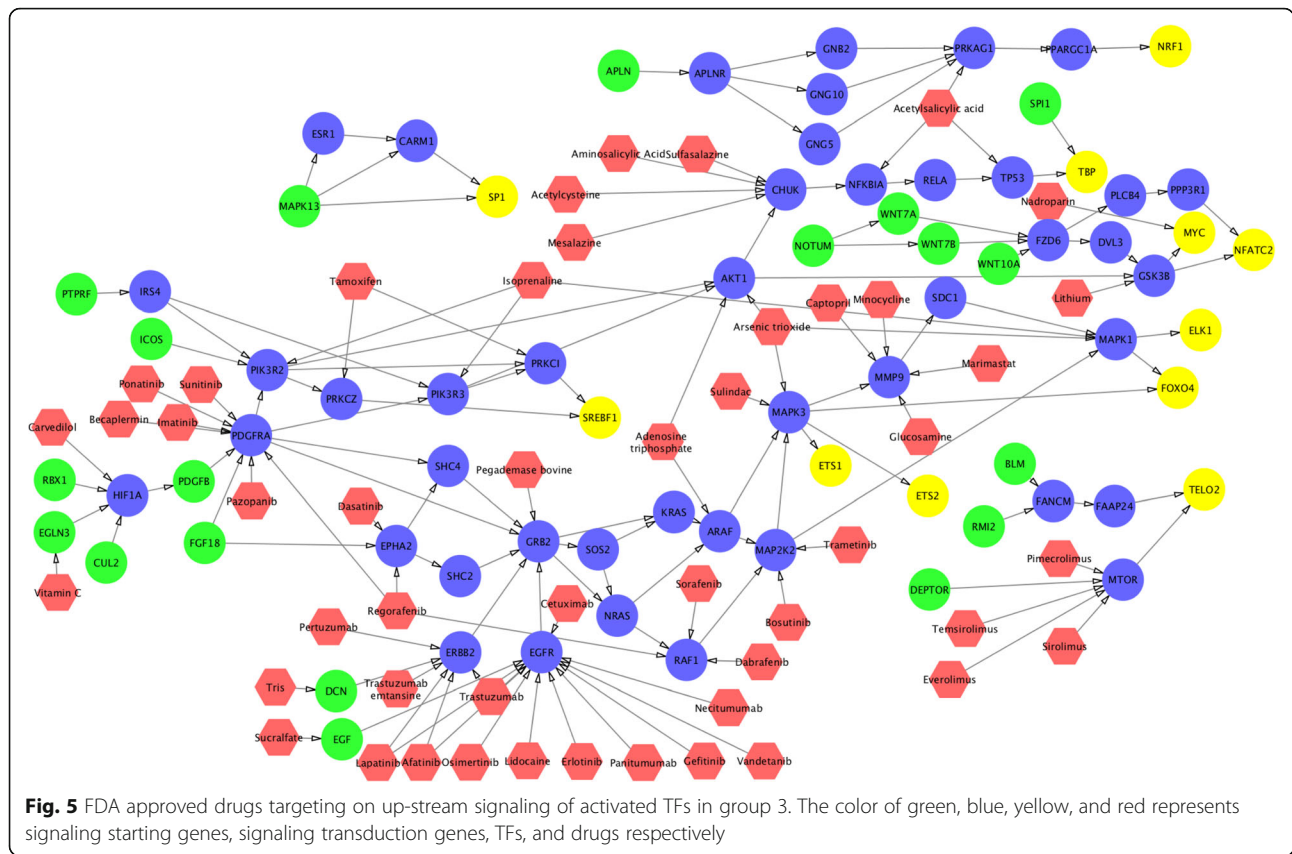 GNB2
PRKAG1
PPARGC1A
NRF1
APLN
APLNR
GNG10
Acetylsalicylic acid
SPI1
ESR1
CARM1
GNG5
Aminosalicylic Acid
Sulfasalazine
TBP
CHUK
NFKBIA
RELA
TP53
PLCB4
PPP3R1
SP1
MAPK13
Acetylcysteine
Nadroparin
WNT7A
MYC
Mesalazine
NOTUM
WNT7B
FZD6
DVL3
NFATC2
WNT10A
GSK3B
PTPRF
IRS4
Tamoxifen
Isoprenaline
AKT1
Captopril
Minocycline
SDC1
Lithium
Arsenic trioxide
MAPK1
ELK1
ICOS
PIK3R2
PRKCI
MMP9
Marimastat
FOXO4
Ponatinib
Sunitinib
PRKCZ
PIK3R3
SREBF1
Sulindac
MAPK3
Becaplermin
Imatinib
Carvedilol
PDGFRA
Adenosine
triphosphate
Glucosamine
ETS1
SHC4
Pegademase bovine
BLM
RBX1
HIF1A
PDGFB
Pazopanib
ETS2
TELO2
FANCM
FAAP24
Dasatinib
KRAS
ARAF
RMI2
EGLN3
CUL2
FGF18
EPHA2
GRB2
SOS2
MAP2K2
Trametinib
Pimecrolimus
SHC2
MTOR
Vitamin C
Regorafenib
Cetuximab
Sorafenib
DEPTOR
NRAS
Bosutinib
Temsirolimus
Pertuzumab
Sirolimus
ERBB2
EGFR
RAF1
Dabrafenib
Everolimus
Tris
DCN
Trastuzumab
emtansine
Trastuzumab
Necitumumab
Sucralfate
EGF
Lapatinib
Afatinib
Osimertinib
Lidocaine
Erlotinib
Panitumumab
Gefitinib
Vandetanib
Fig. 5 FDA approved drugs targeting on up-stream signaling of activated TFs in group 3. The color of green, blue, yellow, and red represents
signaling starting genes, signaling transduction genes, TFs, and drugs respectively